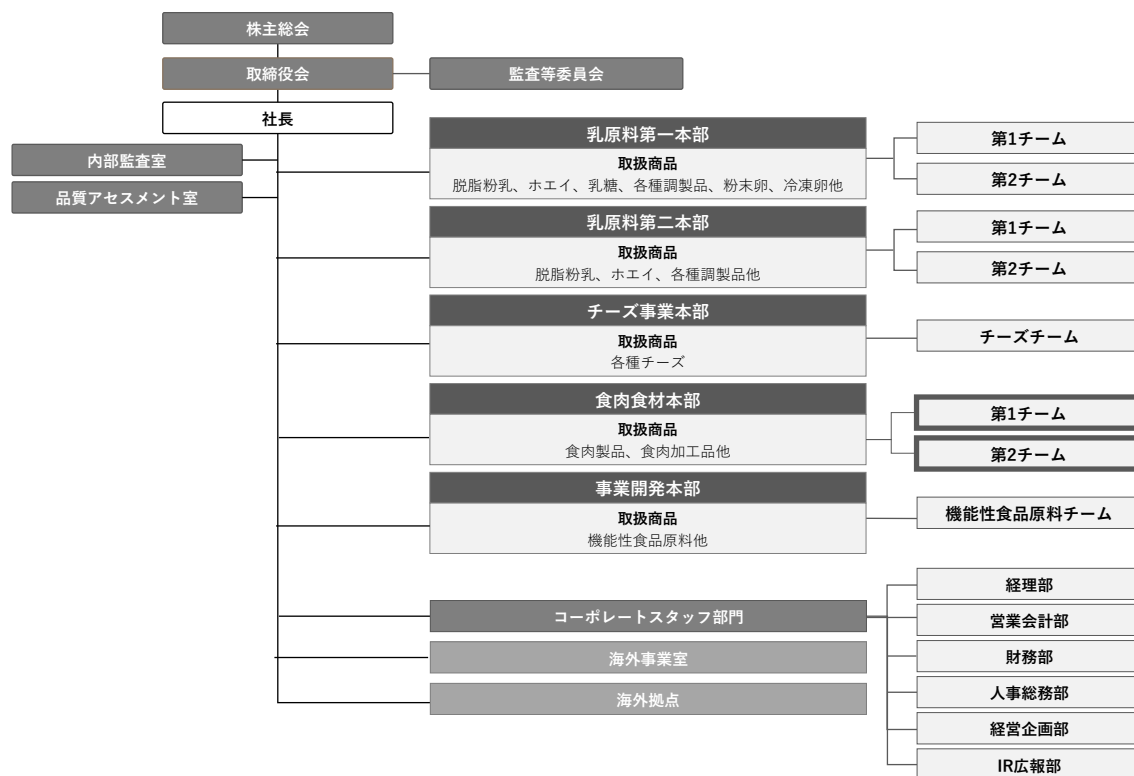 株主総会
取締役会
監査等委員会
社長
内部監査室
品質アセスメント室
乳原料第一本部
取扱商品
脱脂粉乳、ホエイ、乳糖、各種調製品、粉末卵、冷凍卵他
第1チーム
第2チーム
乳原料第二本部
取扱商品
脱脂粉乳、ホエイ、各種調製品他
第1チーム
第2チーム
チーズ事業本部
取扱商品
各種チーズ
チーズチーム
食肉食材本部
取扱商品
食肉製品、食肉加工品他
第1チーム
第2チーム
事業開発本部
取扱商品
機能性食品原料他
機能性食品原料チーム
コーポレートスタッフ部門
経理部
営業会計部
財務部
人事総務部
経営企画部
IR広報部
海外事業室
海外拠点